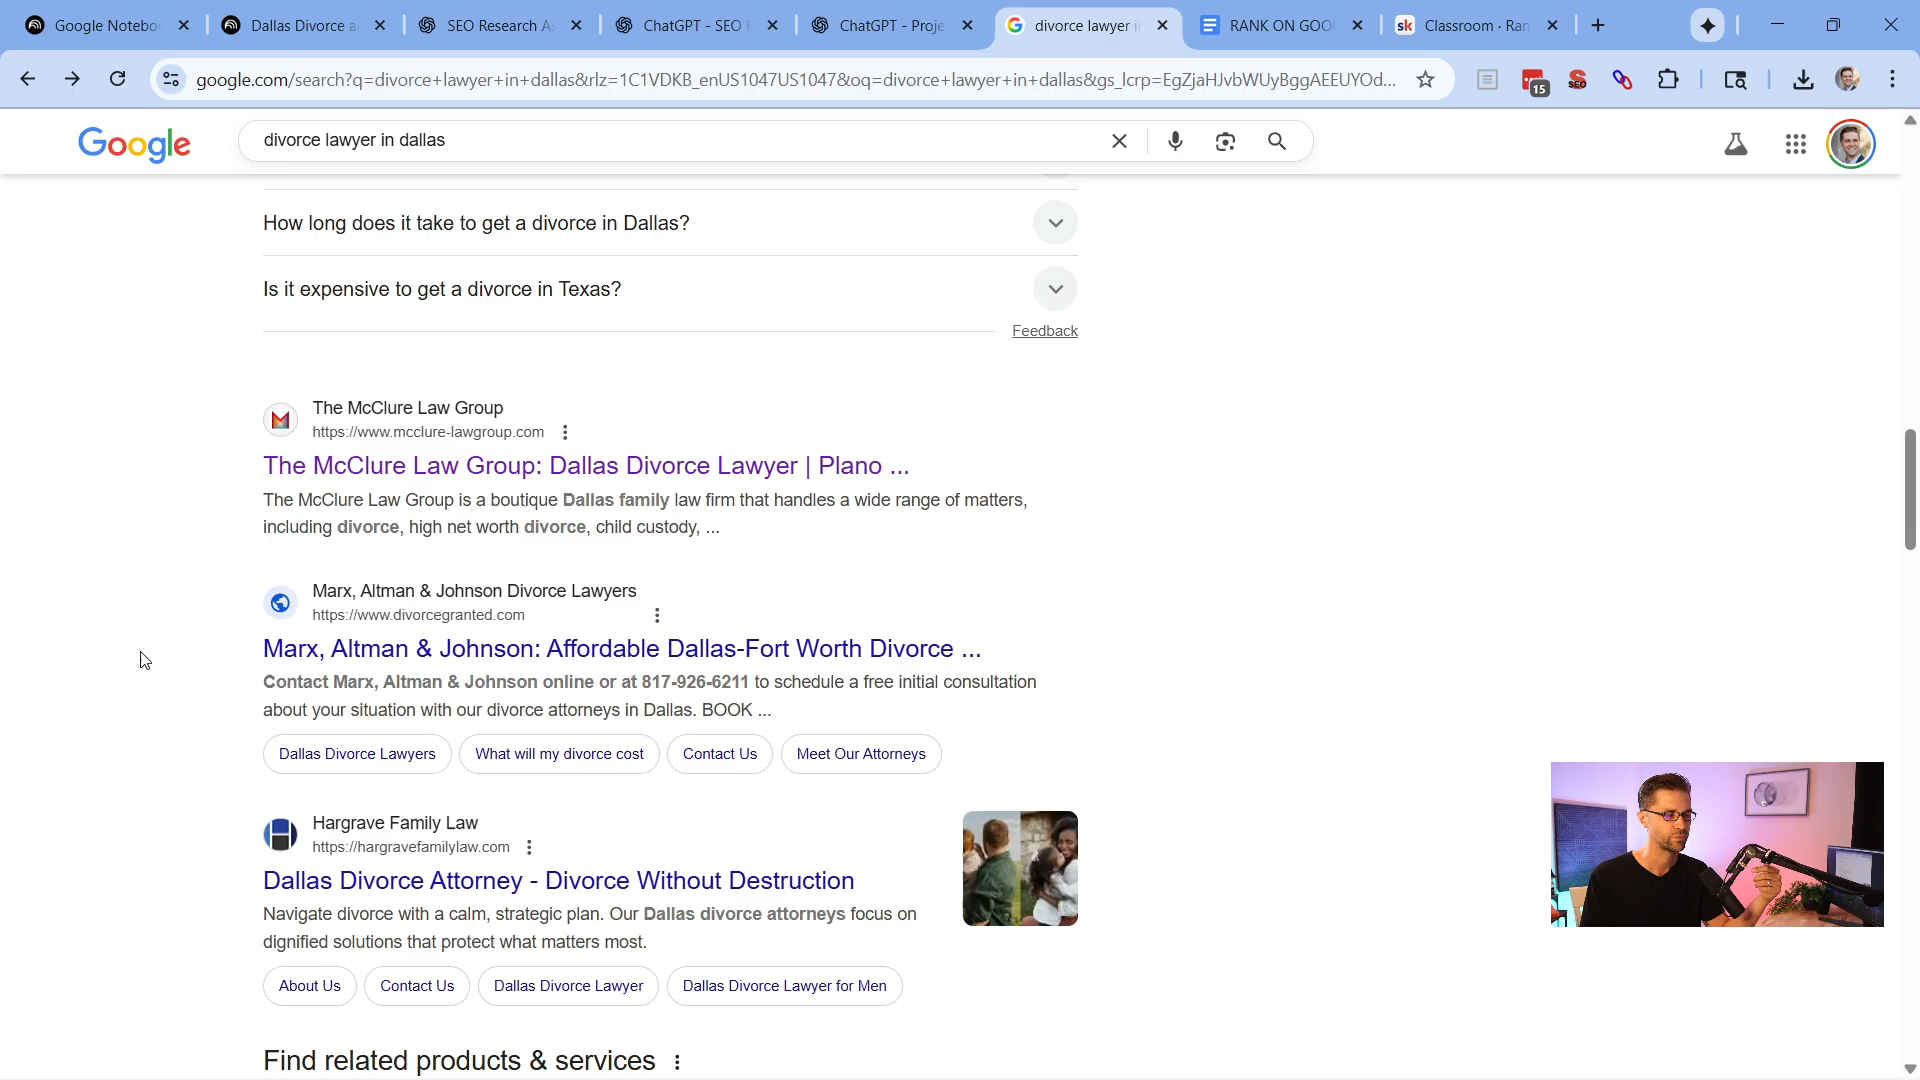 Google Notebo
Dallas Divorce a
SEO Research As
ChatGPT - SEO P
ChatGPT - Proje
divorce lawyer i
RANK ON GOO
sk
Classroom · Ran
google.com/search?q=divorce+lawyer+in+dallas&rlz=1C1VDKB_enUS1047US1047&oq=divorce+lawyer+in+dallas&gs_lcrp=EgZjaHJvbWUyBggAEEUYOd...
15
SEO
Google
divorce lawyer in dallas
How long does it take to get a divorce in Dallas?
Is it expensive to get a divorce in Texas?
Feedback
The McClure Law Group
https://www.mcclure-lawgroup.com
The McClure Law Group: Dallas Divorce Lawyer | Plano ...
The McClure Law Group is a boutique Dallas family law firm that handles a wide range of matters,
including divorce, high net worth divorce, child custody, ...
Marx, Altman & Johnson Divorce Lawyers
https://www.divorcegranted.com
Marx, Altman & Johnson: Affordable Dallas-Fort Worth Divorce ...
Contact Marx, Altman & Johnson online or at 817-926-6211 to schedule a free initial consultation
about your situation with our divorce attorneys in Dallas. BOOK ...
Dallas Divorce Lawyers
What will my divorce cost
Contact Us
Meet Our Attorneys
Hargrave Family Law
https://hargravefamilylaw.com
Dallas Divorce Attorney - Divorce Without Destruction
Navigate divorce with a calm, strategic plan. Our Dallas divorce attorneys focus on
dignified solutions that protect what matters most.
About Us
Contact Us
Dallas Divorce Lawyer
Dallas Divorce Lawyer for Men
Find related products & services